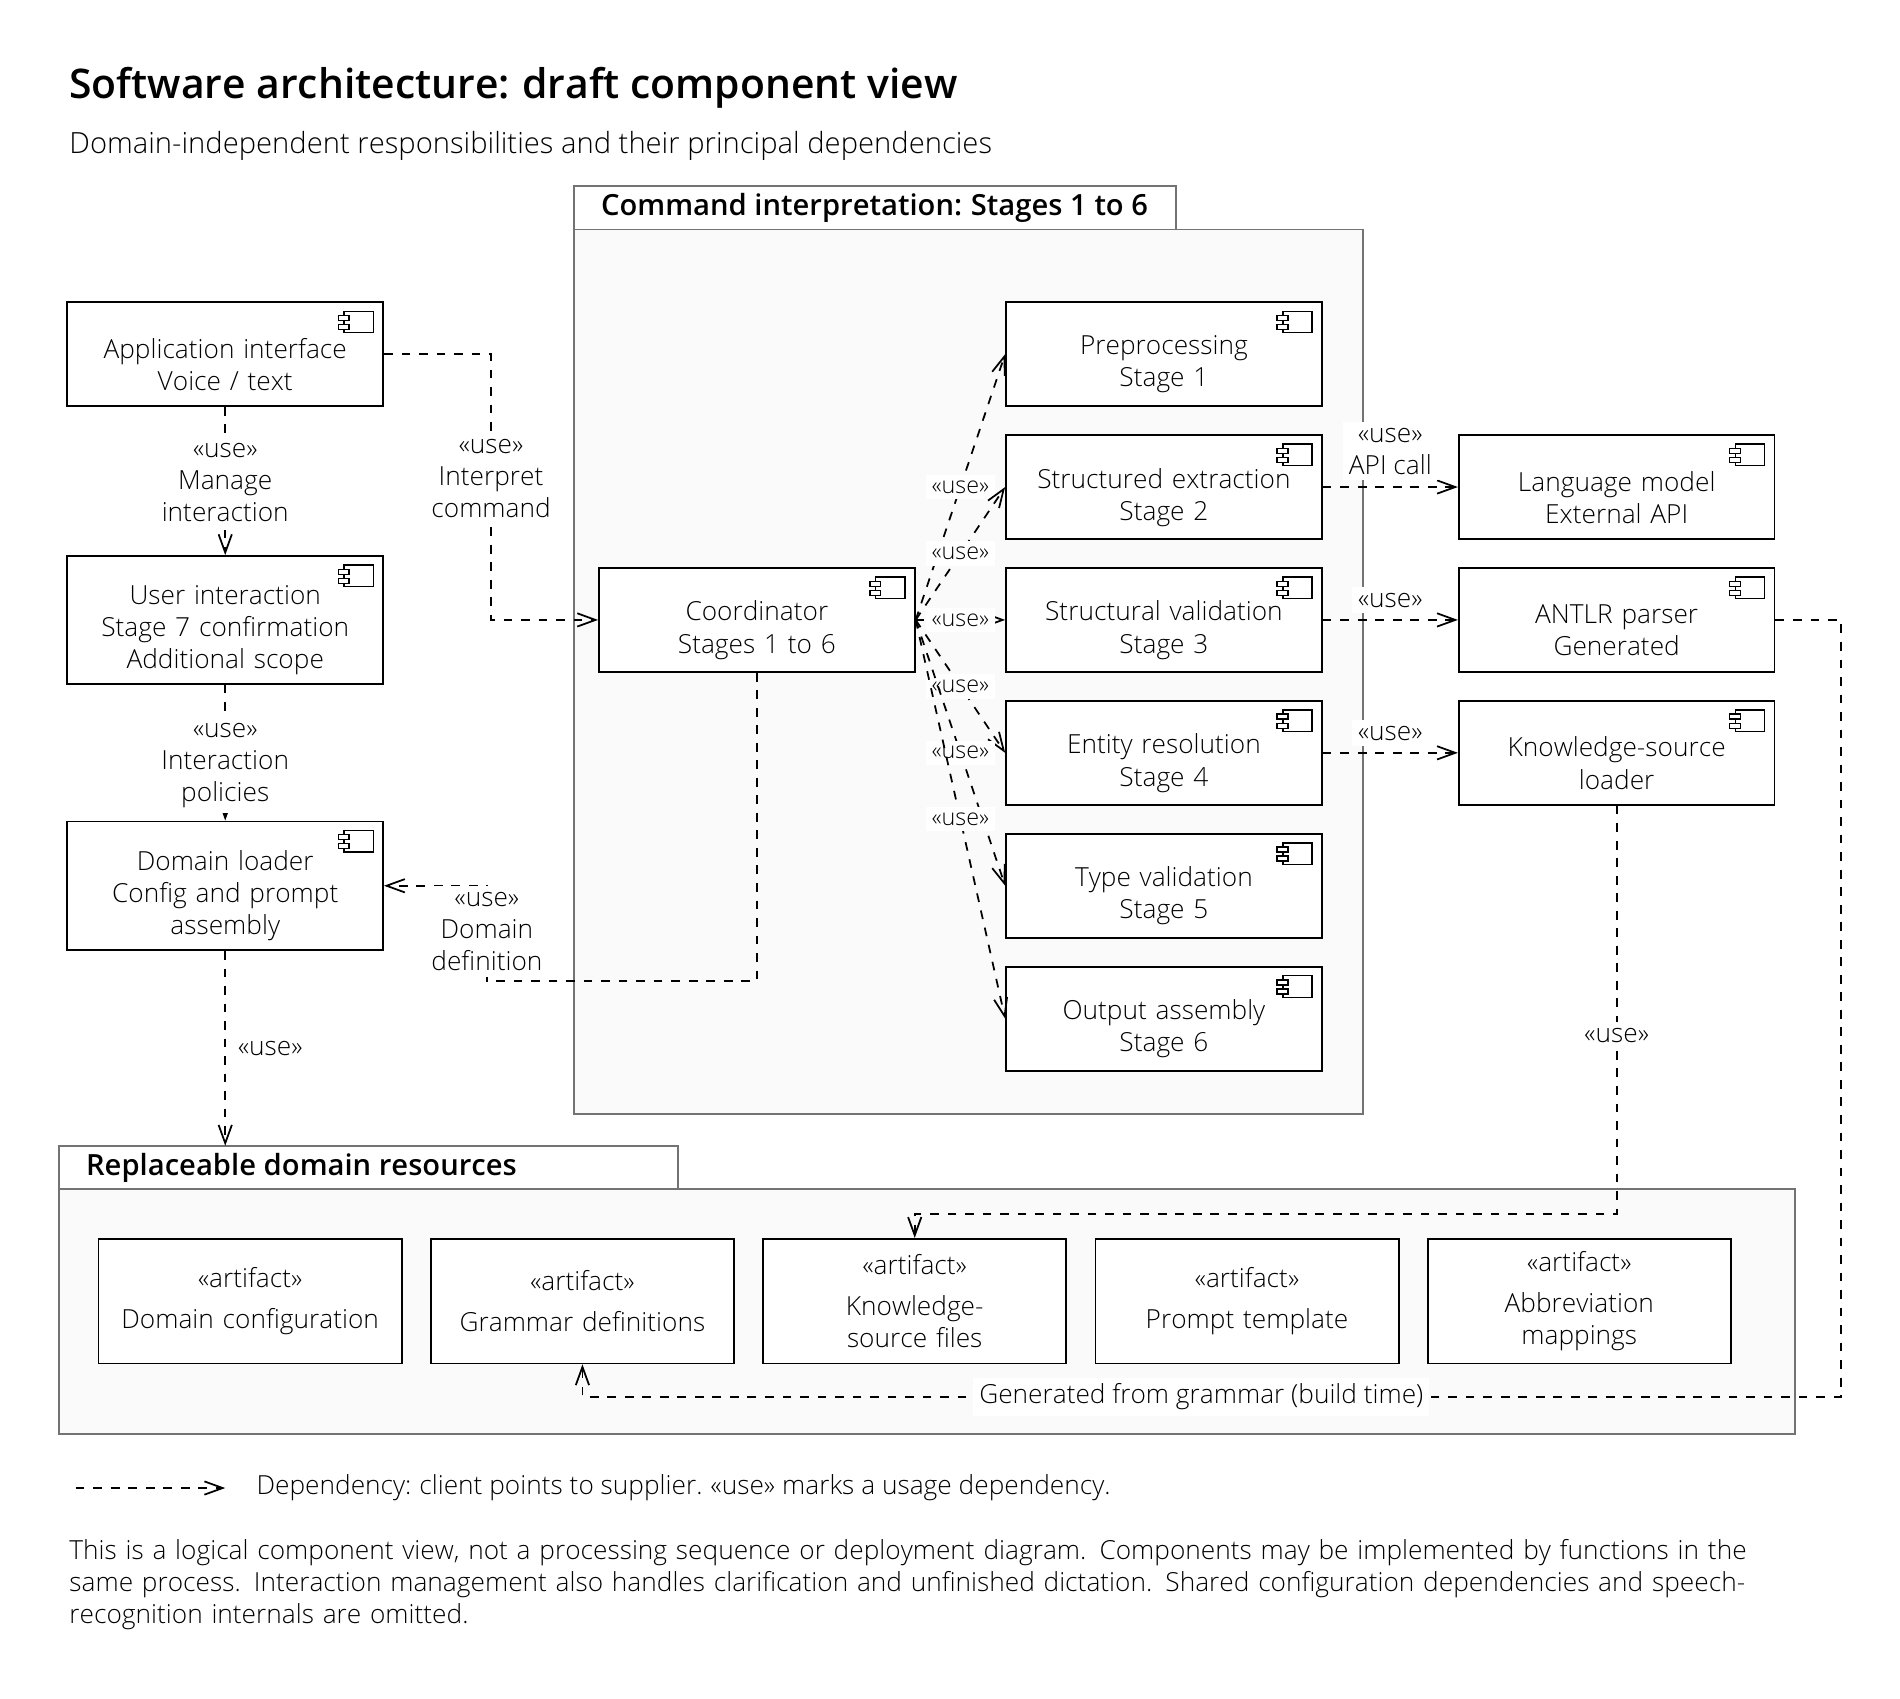 Software architecture: draft component view
Domain-independent responsibilities and their principal dependencies
Command interpretation: Stages 1 to 6
Application interface
Voice / text
«use»
Manage
interaction
«use»
Interpret
command
User interaction
Stage 7 confirmation
Additional scope
«use»
Interaction
policies
Domain loader
Config and prompt
assembly
«use»
Domain
definition
«use»
Coordinator
Stages 1 to 6
«use»
«use»
«use»
«use»
«use»
«use»
Preprocessing
Stage 1
Structured extraction
Stage 2
Structural validation
Stage 3
Entity resolution
Stage 4
Type validation
Stage 5
Output assembly
Stage 6
«use»
API call
«use»
«use»
Language model
External API
ANTLR parser
Generated
Knowledge-source
loader
«use»
Replaceable domain resources
«artifact»
Domain configuration
«artifact»
Grammar definitions
«artifact»
Knowledge-
source files
«artifact»
Prompt template
«artifact»
Abbreviation
mappings
Generated from grammar (build time)
Dependency: client points to supplier. «use» marks a usage dependency.
This is a logical component view, not a processing sequence or deployment diagram. Components may be implemented by functions in the
same process. Interaction management also handles clarification and unfinished dictation. Shared configuration dependencies and speech-
recognition internals are omitted.